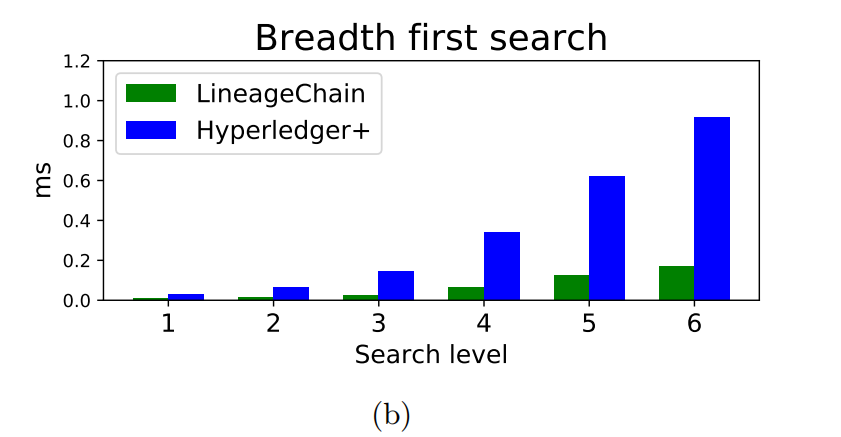 Breadth first search
1.2
1.0
0.8
0.6
0.4
0.2
0.0
ms
LineageChain
Hyperledger+
1 2 3 4 5 6
Search level
(b)